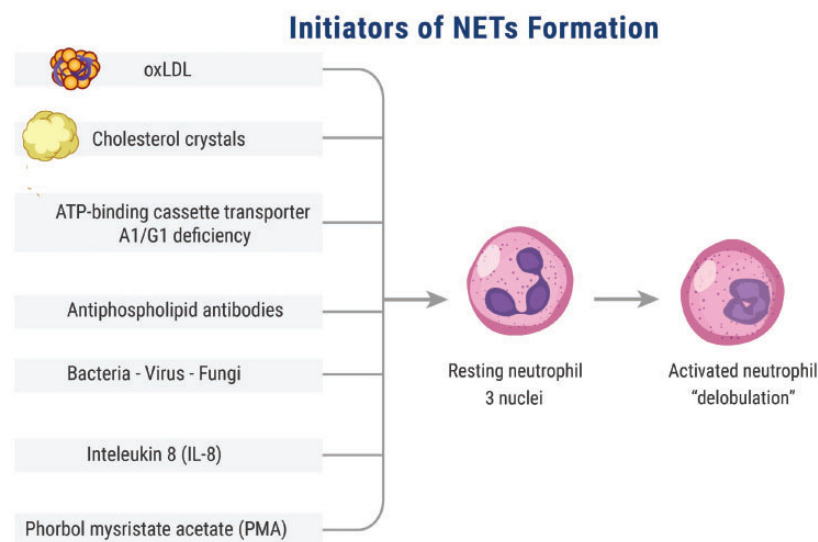 Initiators of NETs Formation
oxLDL
Cholesterol crystals
ATP-binding cassette transporter
A1/G1 deficiency
Antiphospholipid antibodies
Bacteria - Virus - Fungi
Inteleukin 8 (IL-8)
Phorbol mysristate acetate (PMA)
Resting neutrophil
3 nuclei
Activated neutrophil
“delobulation”